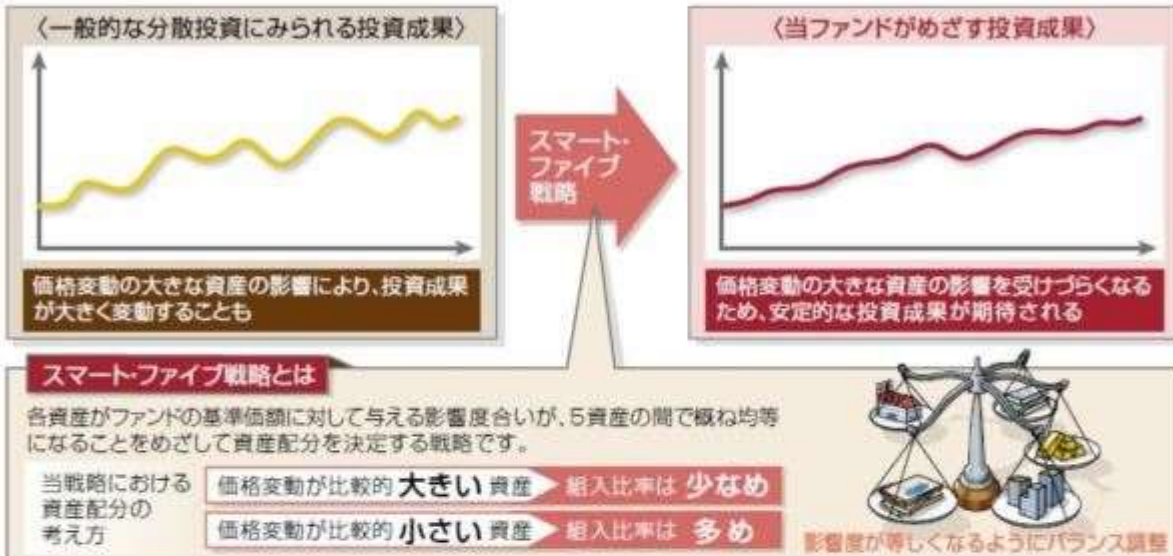 〈一般的な分散投資にみられる投資成果〉
価格変動の大きな資産の影響により、投資成果
が大きく変動することも
スマート・
ファイブ
戦略
〈当ファンドがめざす投資成果〉
価格変動の大きな資産の影響を受けづらくなる
ため、安定的な投資成果が期待される
スマート・ファイブ戦略とは
各資産がファンドの基準価額に対して与える影響度合いが、5資産の間で概ね均等
になることをめざして資産配分を決定する戦略です。
当戦略における
資産配分の
考え方
価格変動が比較的 大きい 資産 組入比率は 少なめ
価格変動が比較的 小さい 資産 組入比率は 多め
影響度が等しくなるようにバランス調整